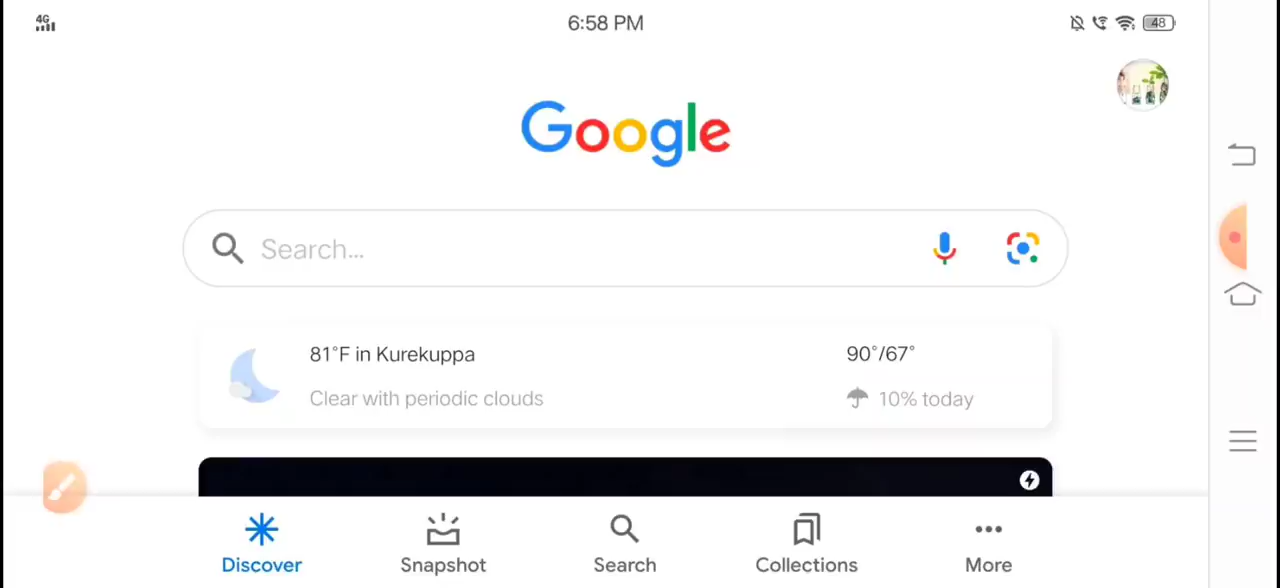 4G
6:58 PM
48
Google
Search...
81°F in Kurekuppa
90°/67°
Clear with periodic clouds
10% today
Discover
Snapshot
Search
Collections
More